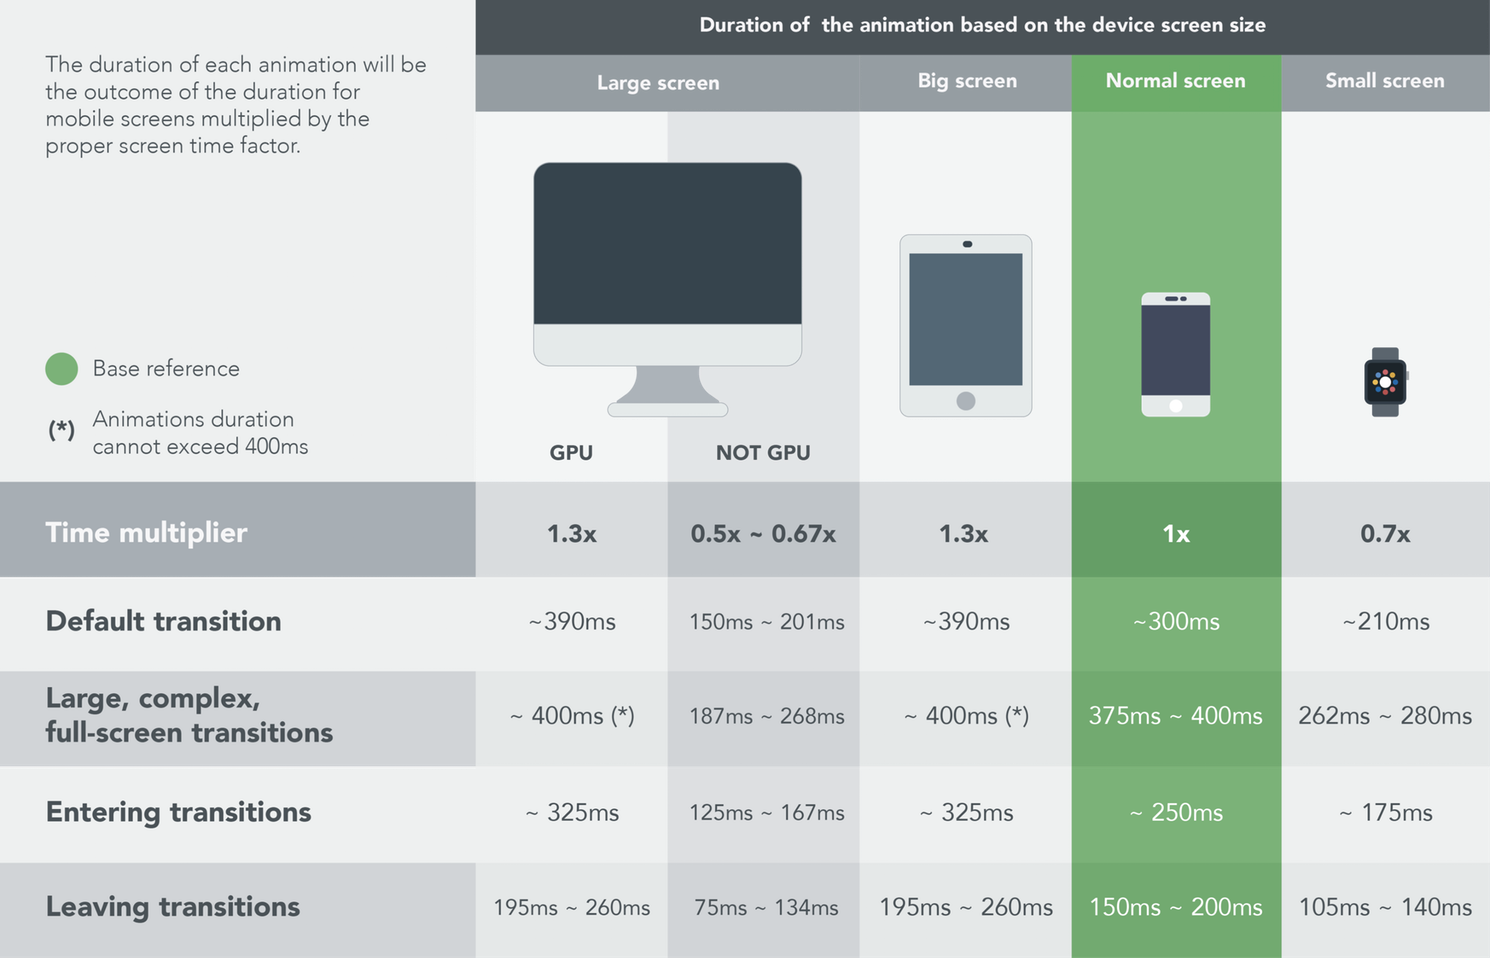 Duration of  the animation based on the device screen size
The duration of each animation will be
the outcome of the duration for
mobile screens multiplied by the
proper screen time factor.
Large screen
Big screen
Normal screen
Small screen
Base reference
(*) Animations duration
cannot exceed 400ms
GPU
NOT GPU
Time multiplier 1.3x 0.5x ~ 0.67x 1.3x 1x 0.7x
Default transition ~390ms 150ms ~ 201ms ~390ms ~300ms ~210ms
Large, complex,
full-screen transitions ~ 400ms (*) 187ms ~ 268ms ~ 400ms (*) 375ms ~ 400ms 262ms ~ 280ms
Entering transitions ~ 325ms 125ms ~ 167ms ~ 325ms ~ 250ms ~ 175ms
Leaving transitions 195ms ~ 260ms 75ms ~ 134ms 195ms ~ 260ms 150ms ~ 200ms 105ms ~ 140ms